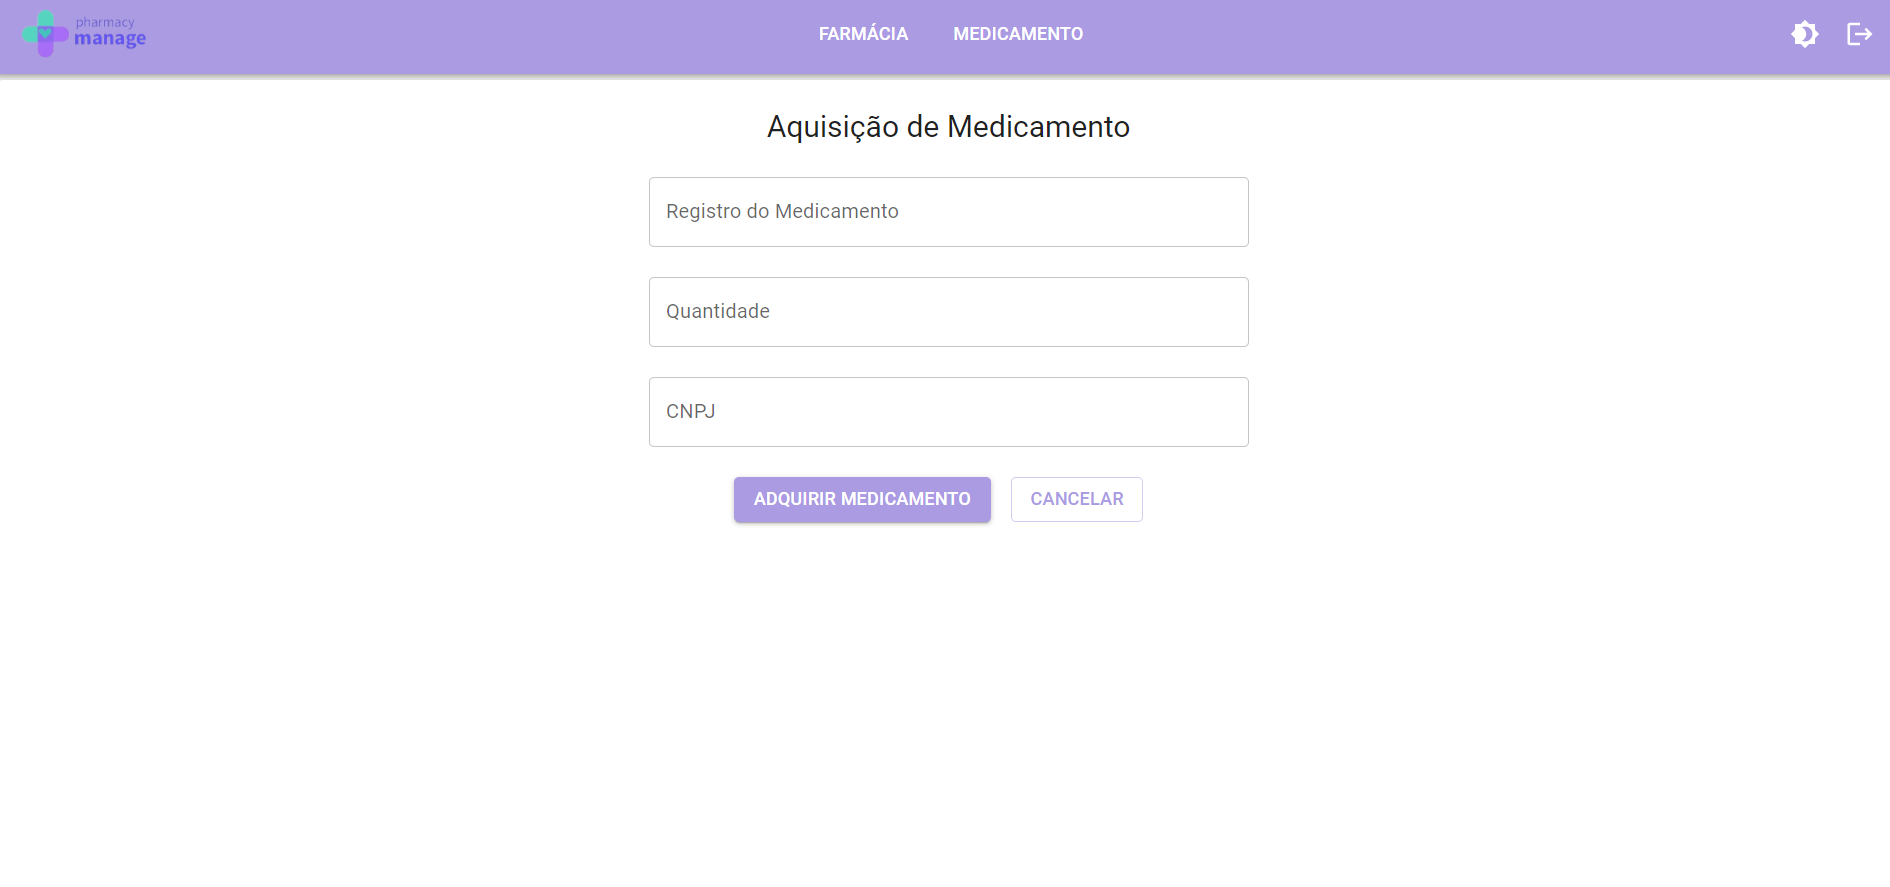 pharmacy
manage
FARMÁCIA MEDICAMENTO
Aquisição de Medicamento
Registro do Medicamento
Quantidade
CNPJ
ADQUIRIR MEDICAMENTO CANCELAR